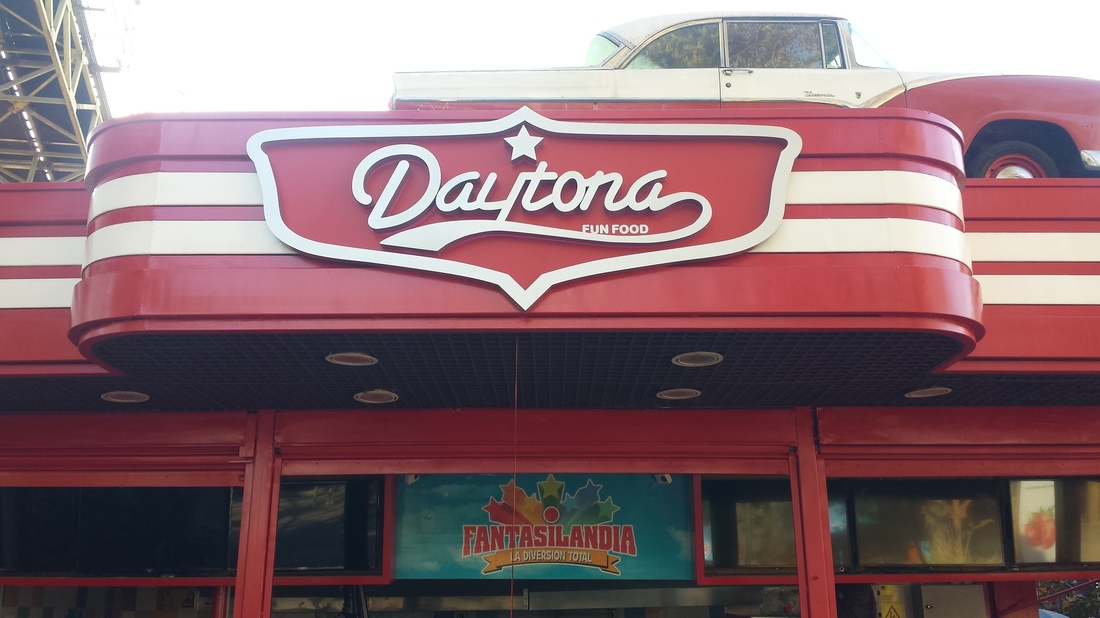 Daytona
FUN FOOD
FANTASILANDIA
LA DIVERSION TOTAL